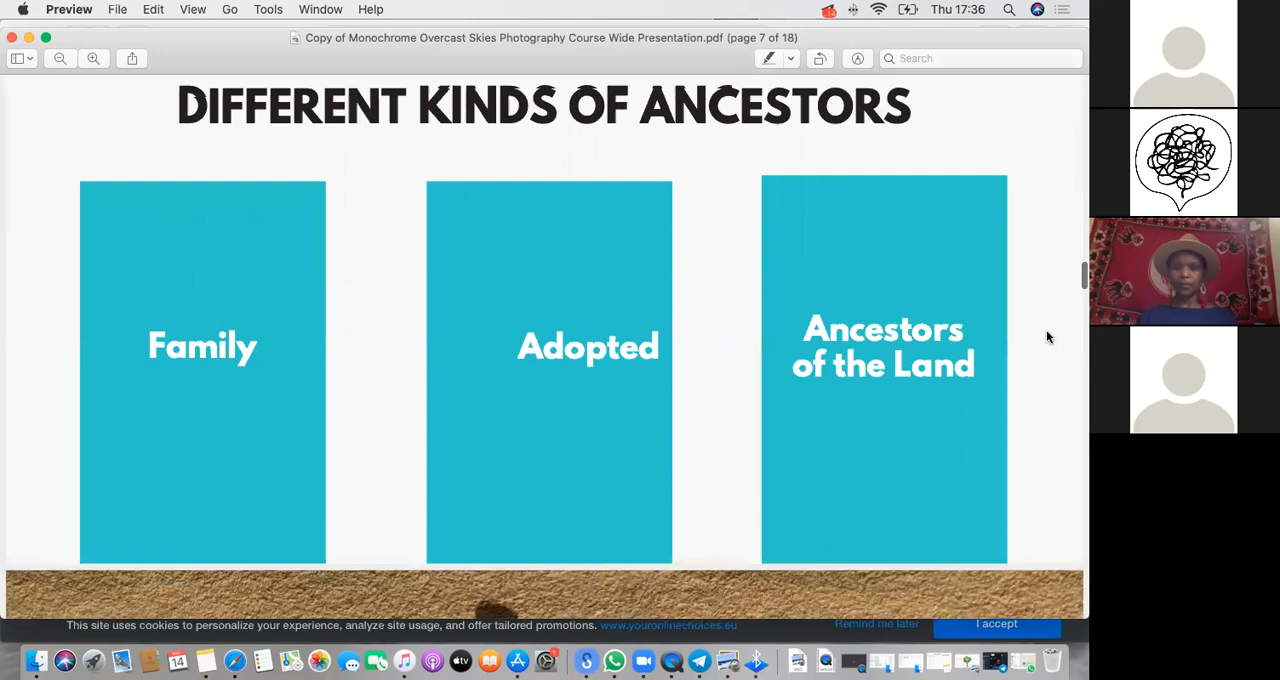 Preview File Edit View Go Tools Window Help
14
Thu 17:36
Copy of Monochrome Overcast Skies Photography Course Wide Presentation.pdf (page 7 of 18)
Search
DIFFERENT KINDS OF ANCESTORS
Family
Adopted
Ancestors
of the Land
This site uses cookies to personalize your experience, analyze site usage, and offer tailored promotions. www.youronlinechoices.eu
Remind me later
I accept
14
tv
1